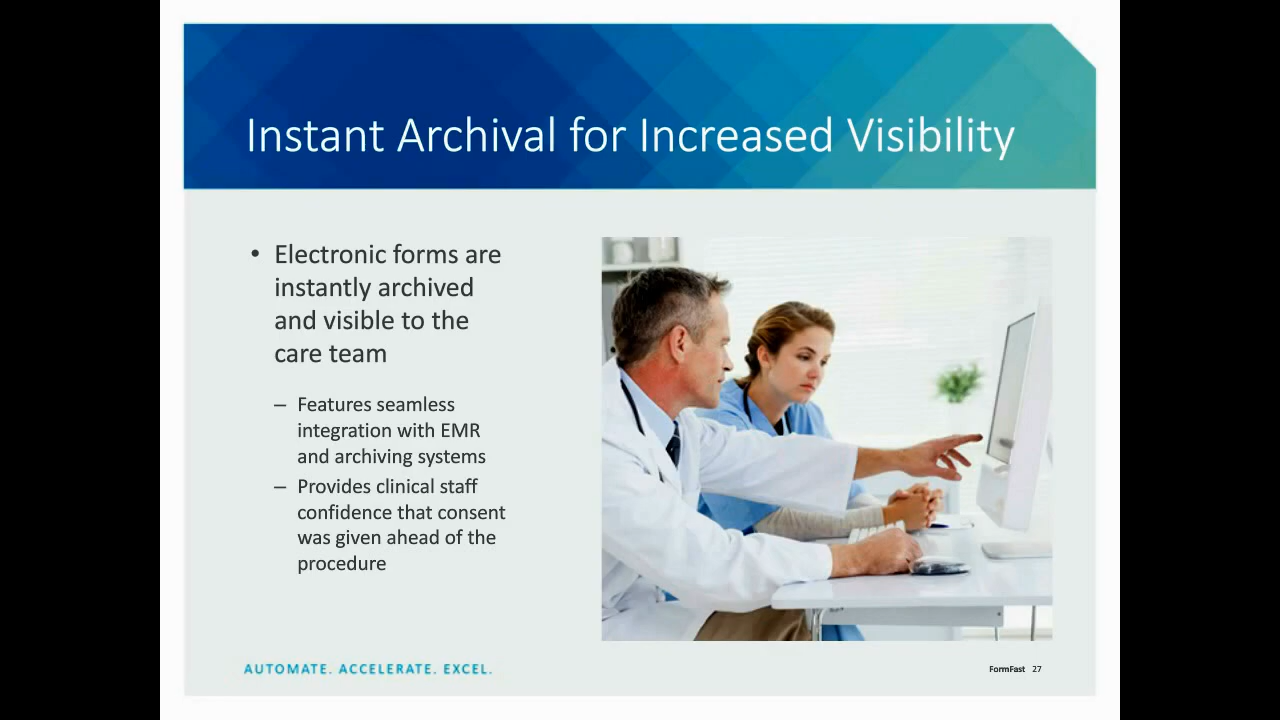 Instant Archival for Increased Visibility
• Electronic forms are
instantly archived
and visible to the
care team
– Features seamless
integration with EMR
and archiving systems
– Provides clinical staff
confidence that consent
was given ahead of the
procedure
AUTOMATE. ACCELERATE. EXCEL.
FormFast 27